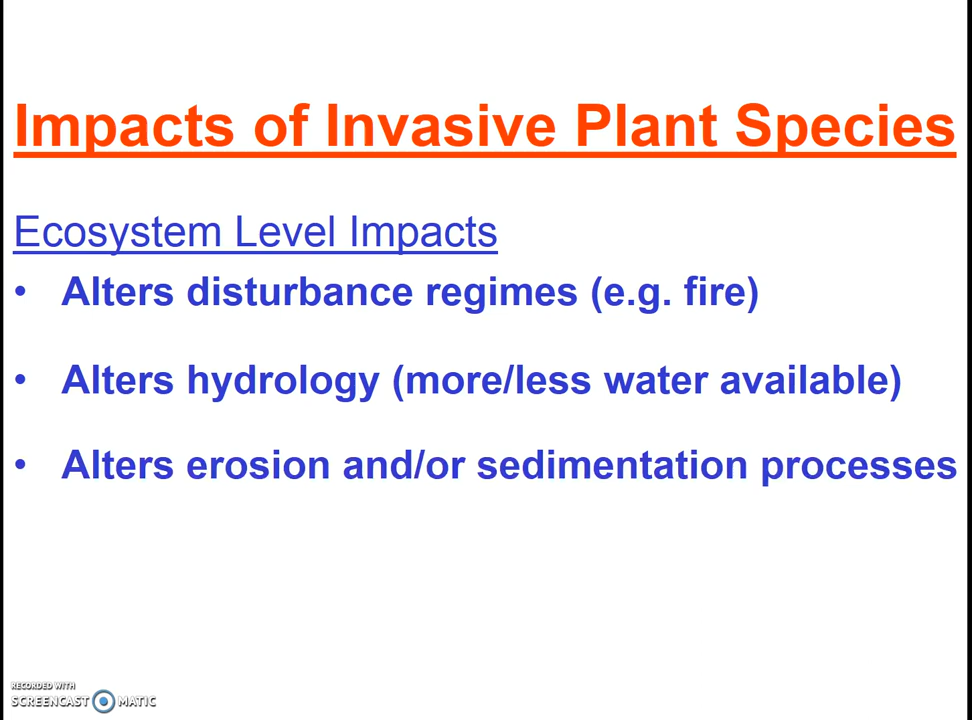 Impacts of Invasive Plant Species
Ecosystem Level Impacts
• Alters disturbance regimes (e.g. fire)
• Alters hydrology (more/less water available)
• Alters erosion and/or sedimentation processes
RECORDED WITH
SCREENCAST MATIC